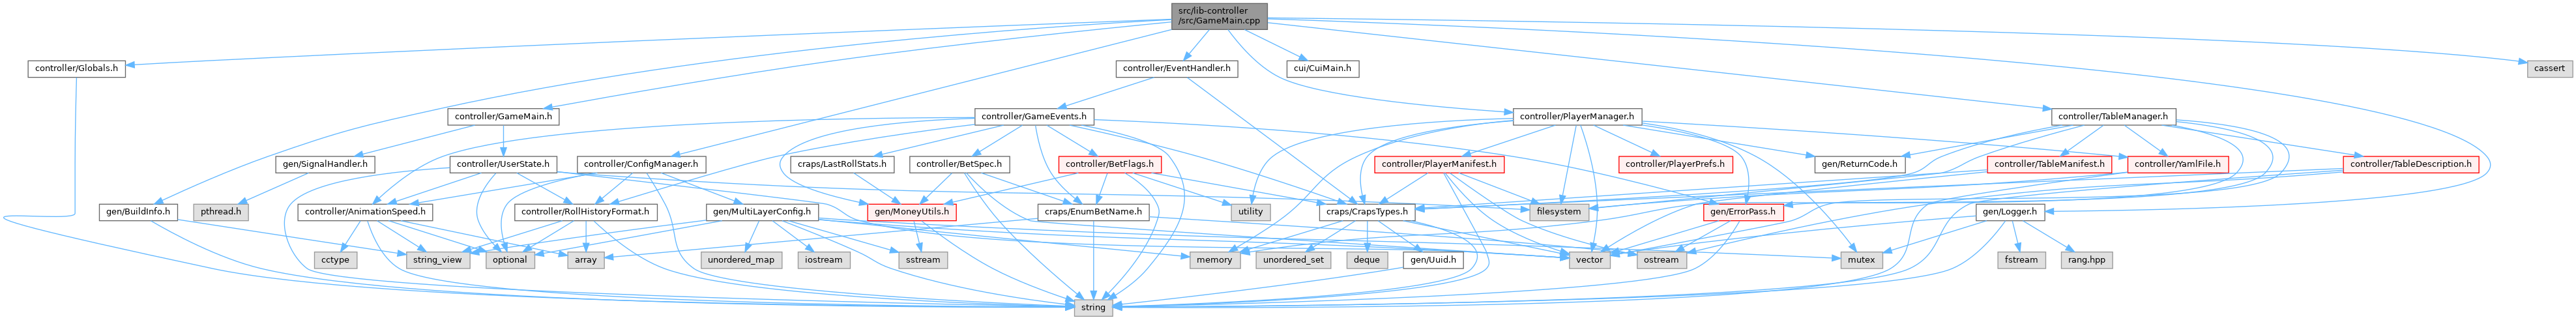 src/lib-controller
/src/GameMain.cpp
controller/Globals.h
controller/EventHandler.h
cui/CuiMain.h
cassert
controller/GameMain.h
controller/GameEvents.h
controller/PlayerManager.h
controller/TableManager.h
gen/SignalHandler.h
controller/UserState.h
controller/ConfigManager.h
craps/LastRollStats.h
controller/BetSpec.h
controller/BetFlags.h
controller/PlayerManifest.h
controller/PlayerPrefs.h
gen/ReturnCode.h
controller/TableManifest.h
controller/YamlFile.h
controller/TableDescription.h
gen/BuildInfo.h
pthread.h
controller/AnimationSpeed.h
controller/RollHistoryFormat.h
gen/MultiLayerConfig.h
gen/MoneyUtils.h
craps/EnumBetName.h
utility
craps/CrapsTypes.h
filesystem
gen/ErrorPass.h
gen/Logger.h
cctype
string_view
optional
array
unordered_map
iostream
sstream
memory
unordered_set
deque
gen/Uuid.h
vector
ostream
mutex
fstream
rang.hpp
string